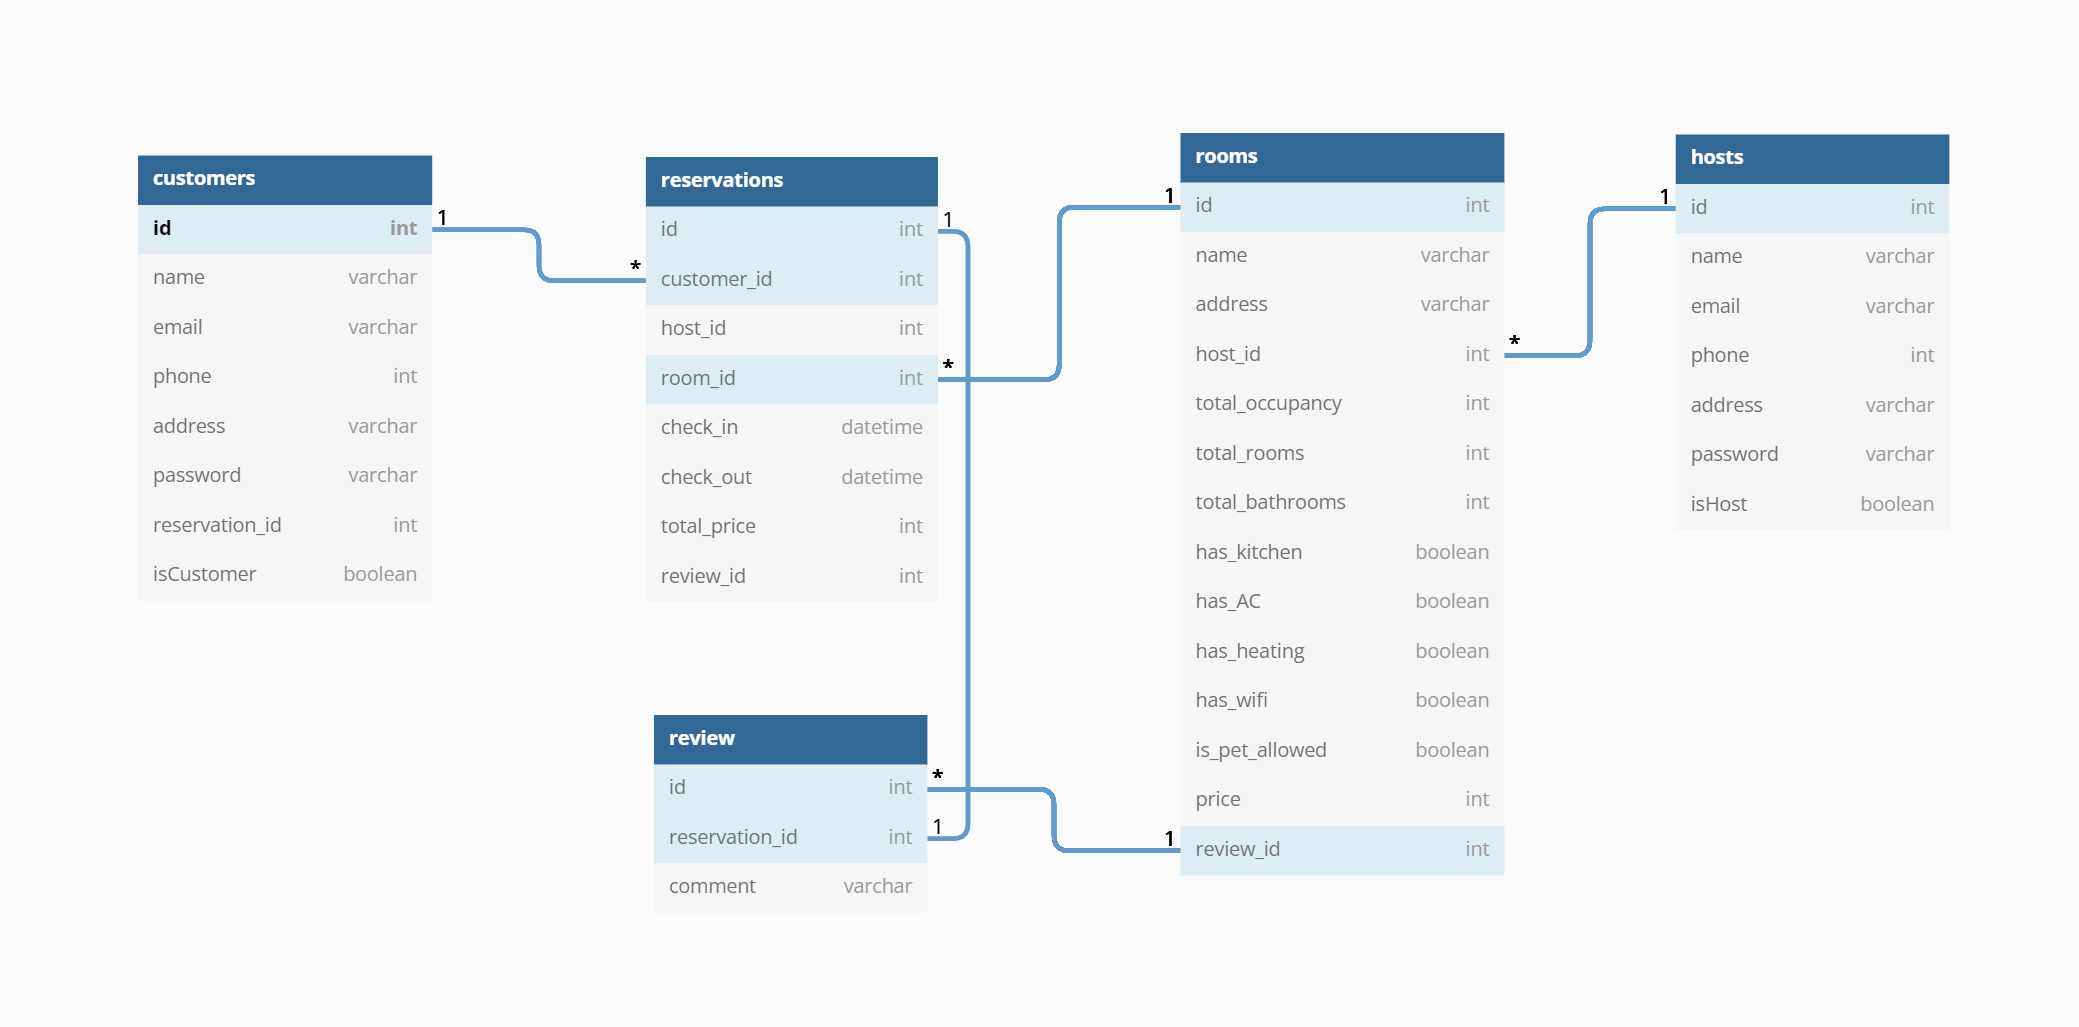 customers
id int 1
name varchar
email varchar
phone int
address varchar
password varchar
reservation_id int
isCustomer boolean
reservations
id int 1
* customer_id int
host_id int
room_id int *
check_in datetime
check_out datetime
total_price int
review_id int
review
id int *
reservation_id int 1
comment varchar
rooms
1 id int
name varchar
address varchar
host_id int *
total_occupancy int
total_rooms int
total_bathrooms int
has_kitchen boolean
has_AC boolean
has_heating boolean
has_wifi boolean
is_pet_allowed boolean
price int
1 review_id int
hosts
1 id int
name varchar
email varchar
phone int
address varchar
password varchar
isHost boolean